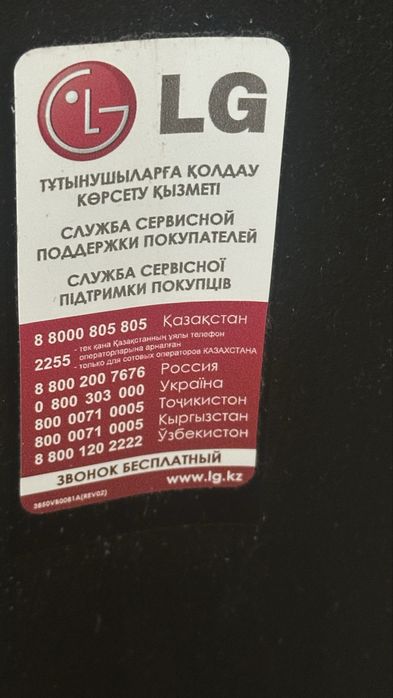 LG
ТҰТЫНУШЫЛАРҒА ҚОЛДАУ
КӨРСЕТУ ҚЫЗМЕТІ
СЛУЖБА СЕРВИСНОЙ
ПОДДЕРЖКИ ПОКУПАТЕЛЕЙ
СЛУЖБА СЕРВІСНОЇ
ПІДТРИМКИ ПОКУПЦІВ
8 8000 805 805 Қазақстан
2255 - тек қана Қазақстанның ұялы телефон
операторларына арналған
- только для сотовых операторов КАЗАХСТАНА
8 800 200 7676 Россия
0 800 303 000 Україна
800 0071 0005 Тоҷикистон
800 0071 0005 Кыргызстан
8 800 120 2222 Ўзбекистон
ЗВОНОК БЕСПЛАТНЫЙ
www.lg.kz
3850VB0081A(REV02)